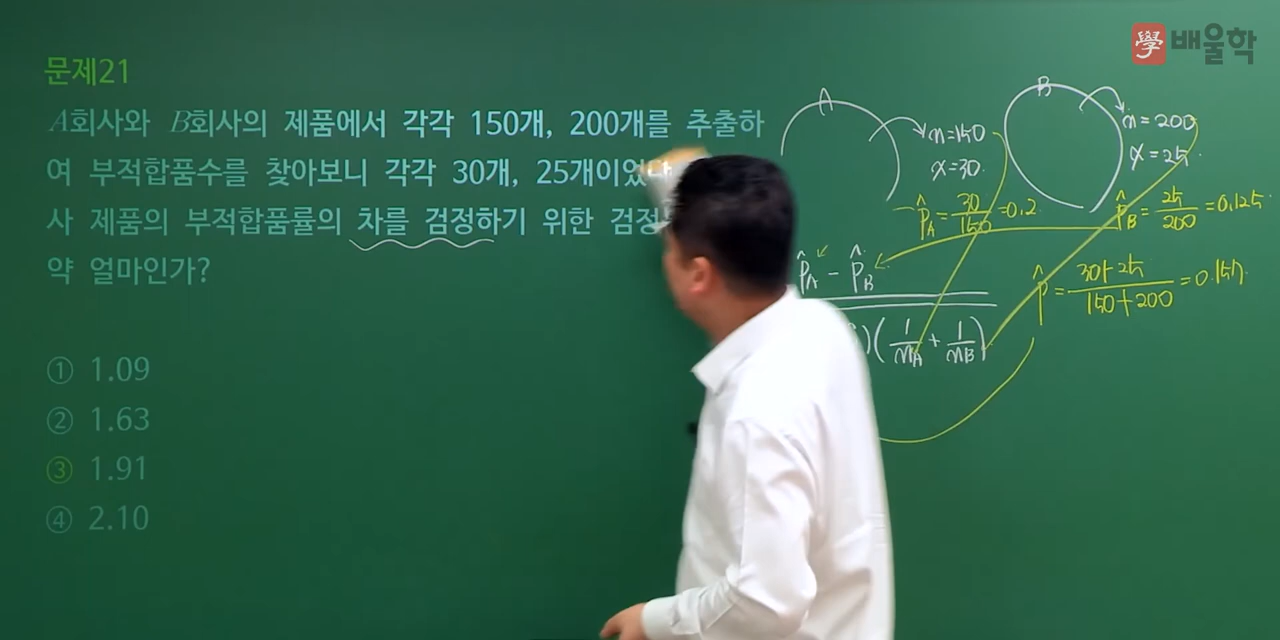 學 배울학
문제21
A회사와 B회사의 제품에서 각각 150개, 200개를 추출하
여 부적합품수를 찾아보니 각각 30개, 25개이었
사 제품의 부적합품률의 차를 검정하기 위한 검정
약 얼마인가?
① 1.09
② 1.63
③ 1.91
④ 2.10
A
n=150
x=30
B
n=200
x=25
p̂A=30/150=0.2
p̂B=25/200=0.125
p̂A-p̂B
)(1/nA+1/nB)
p̂=30+25/150+200=0.157